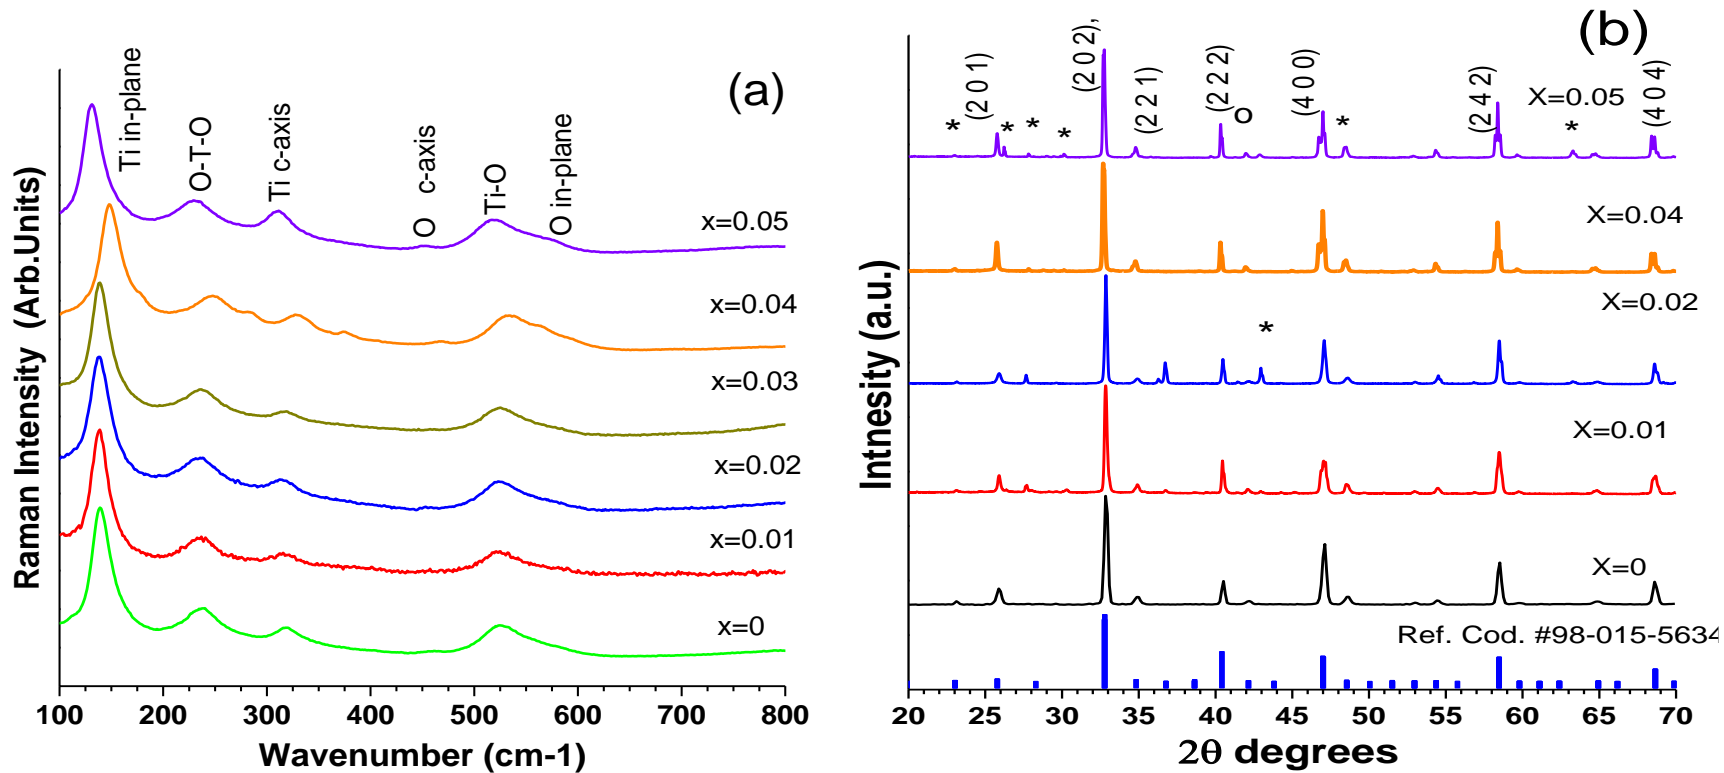 (a)
Ti in-plane
O-T-O
Ti c-axis
O c-axis
Ti-O
O in-plane
x=0.05
x=0.04
x=0.03
x=0.02
x=0.01
x=0
Raman Intensity (Arb.Units)
100 200 300 400 500 600 700 800
Wavenumber (cm-1)
(b)
(2 0 1)
(2 0 2),
(2 2 1)
(2 2 2)
(4 0 0)
(2 4 2)
(4 0 4)
* * * * o * *
X=0.05
X=0.04
X=0.02
*
X=0.01
X=0
Ref. Cod. #98-015-5634
Intnesity (a.u.)
20 25 30 35 40 45 50 55 60 65 70
2θ degrees